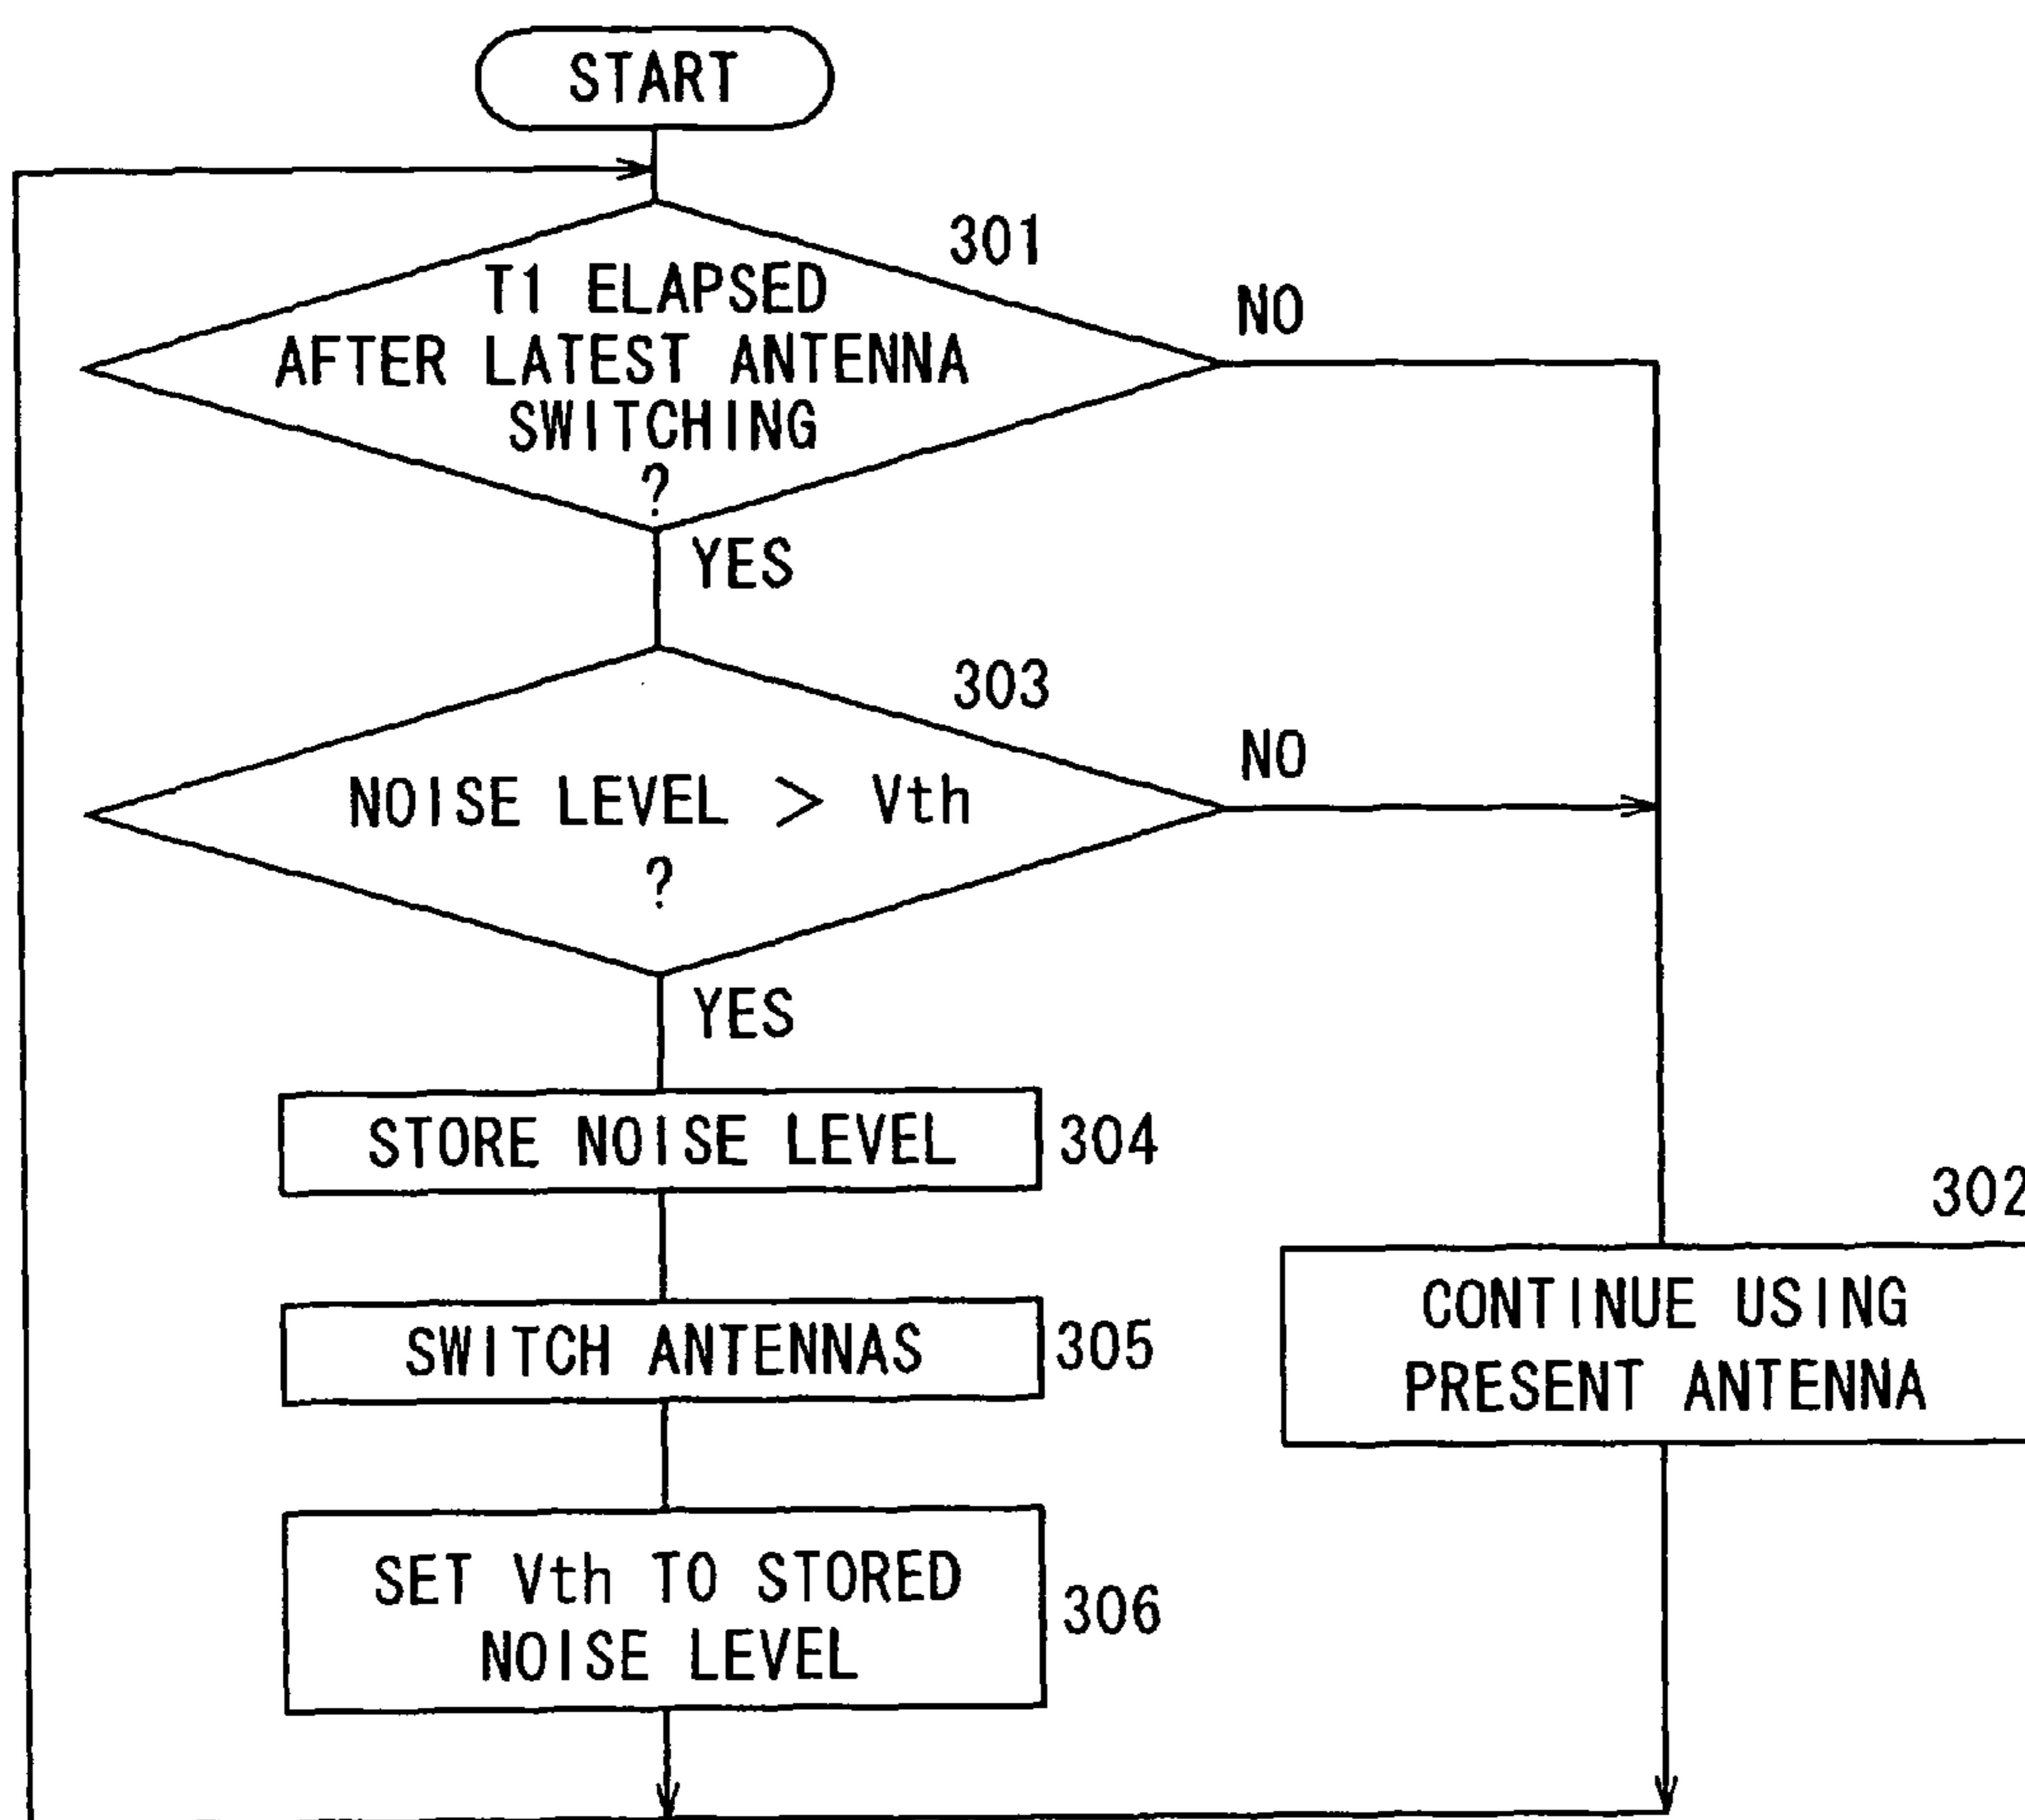 START
301
T1 ELAPSED
AFTER LATEST ANTENNA
SWITCHING
?
NO
YES
303
NOISE LEVEL > Vth
?
NO
YES
STORE NOISE LEVEL
304
302
SWITCH ANTENNAS
305
CONTINUE USING
PRESENT ANTENNA
SET Vth TO STORED
NOISE LEVEL
306